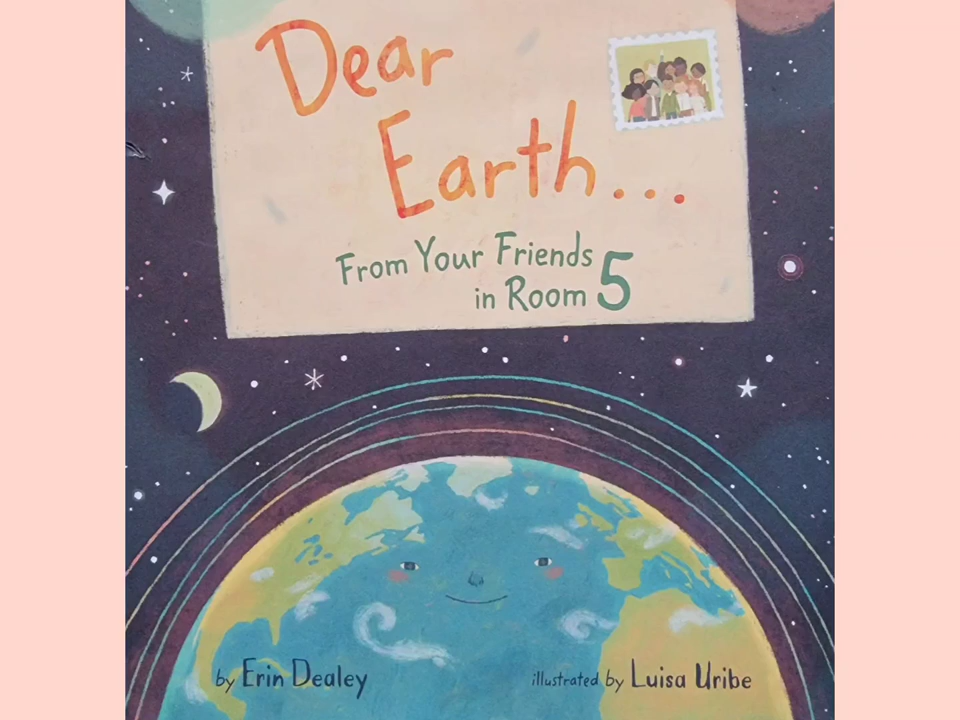 Dear
Earth...
From Your Friends
in Room 5
by Erin Dealey
illustrated by Luisa Uribe